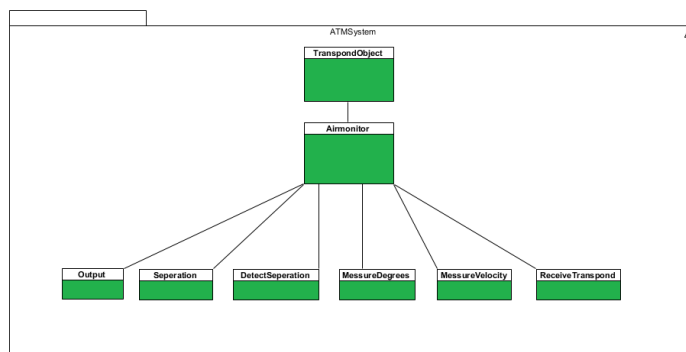 ATMSystem
TranspondObject
Airmonitor
Output
Seperation
DetectSeperation
MessureDegrees
MessureVelocity
ReceiveTranspond